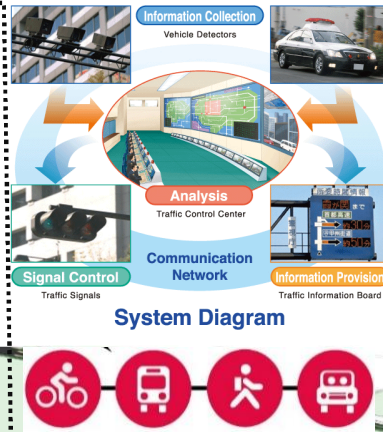 Information Collection
Vehicle Detectors
Analysis
Traffic Control Center
Communication
Network
Signal Control
Traffic Signals
Information Provision
Traffic Information Board
System Diagram